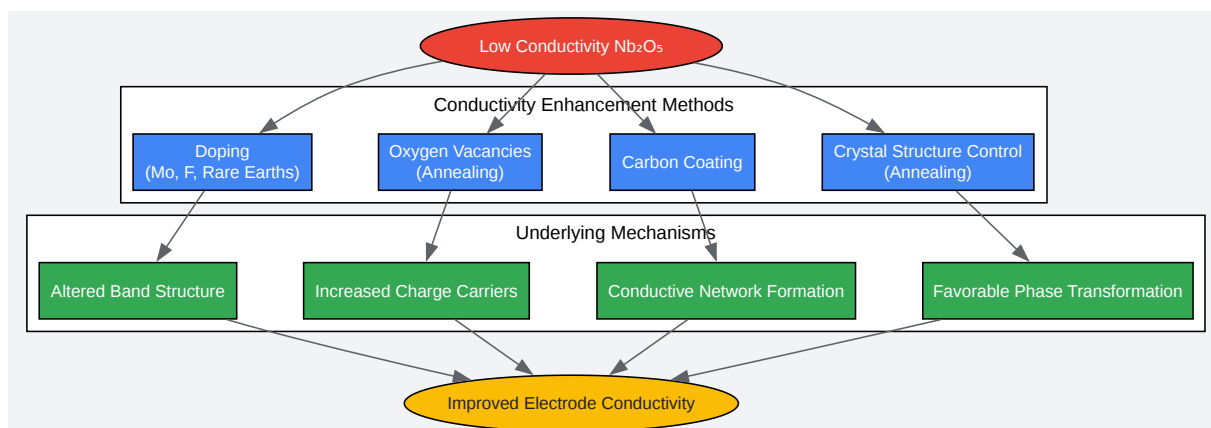 Low Conductivity Nb₂O₅
Conductivity Enhancement Methods
Doping
(Mo, F, Rare Earths)
Oxygen Vacancies
(Annealing)
Carbon Coating
Crystal Structure Control
(Annealing)
Underlying Mechanisms
Altered Band Structure
Increased Charge Carriers
Conductive Network Formation
Favorable Phase Transformation
Improved Electrode Conductivity